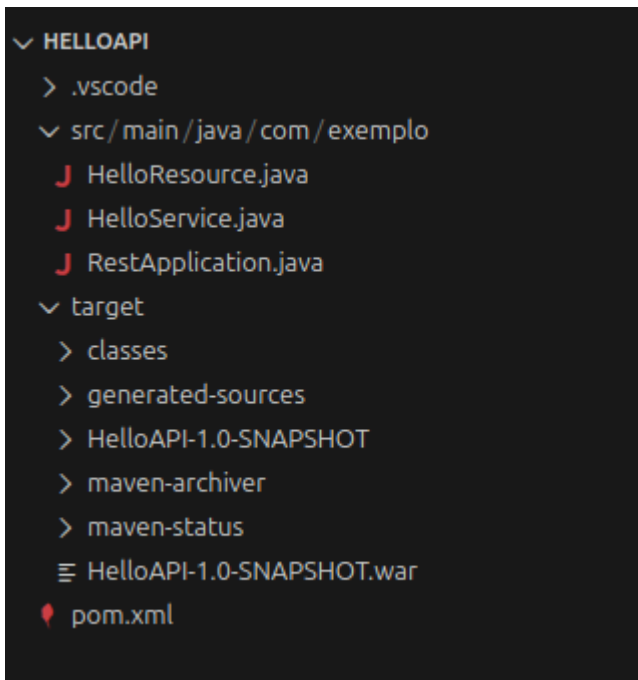 HELLOAPI
.vscode
src/main/java/com/exemplo
HelloResource.java
HelloService.java
RestApplication.java
target
classes
generated-sources
HelloAPI-1.0-SNAPSHOT
maven-archiver
maven-status
HelloAPI-1.0-SNAPSHOT.war
pom.xml